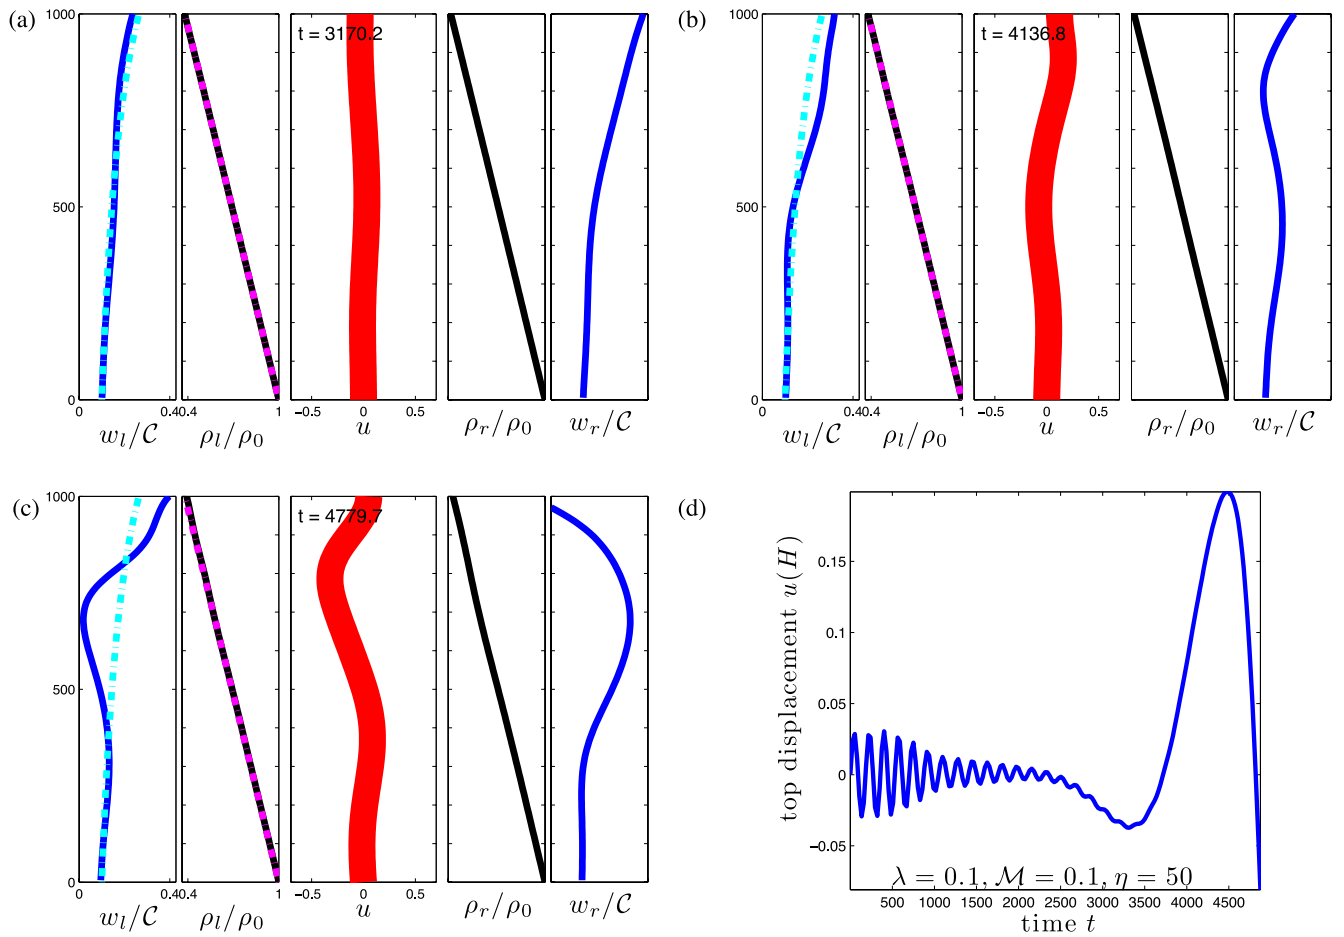 (a)
1000
500
0
0 0.4
w_l/C
0.4 1
ρ_l/ρ_0
t = 3170.2
−0.5 0 0.5
u
ρ_r/ρ_0
w_r/C
(b)
1000
500
0
0 0.4
w_l/C
0.4 1
ρ_l/ρ_0
t = 4136.8
−0.5 0 0.5
u
ρ_r/ρ_0
w_r/C
(c)
1000
500
0
0 0.4
w_l/C
0.4 1
ρ_l/ρ_0
t = 4779.7
−0.5 0 0.5
u
ρ_r/ρ_0
w_r/C
(d)
top displacement u(H)
0.15
0.1
0.05
0
−0.05
λ = 0.1, M = 0.1, η = 50
500 1000 1500 2000 2500 3000 3500 4000 4500
time t